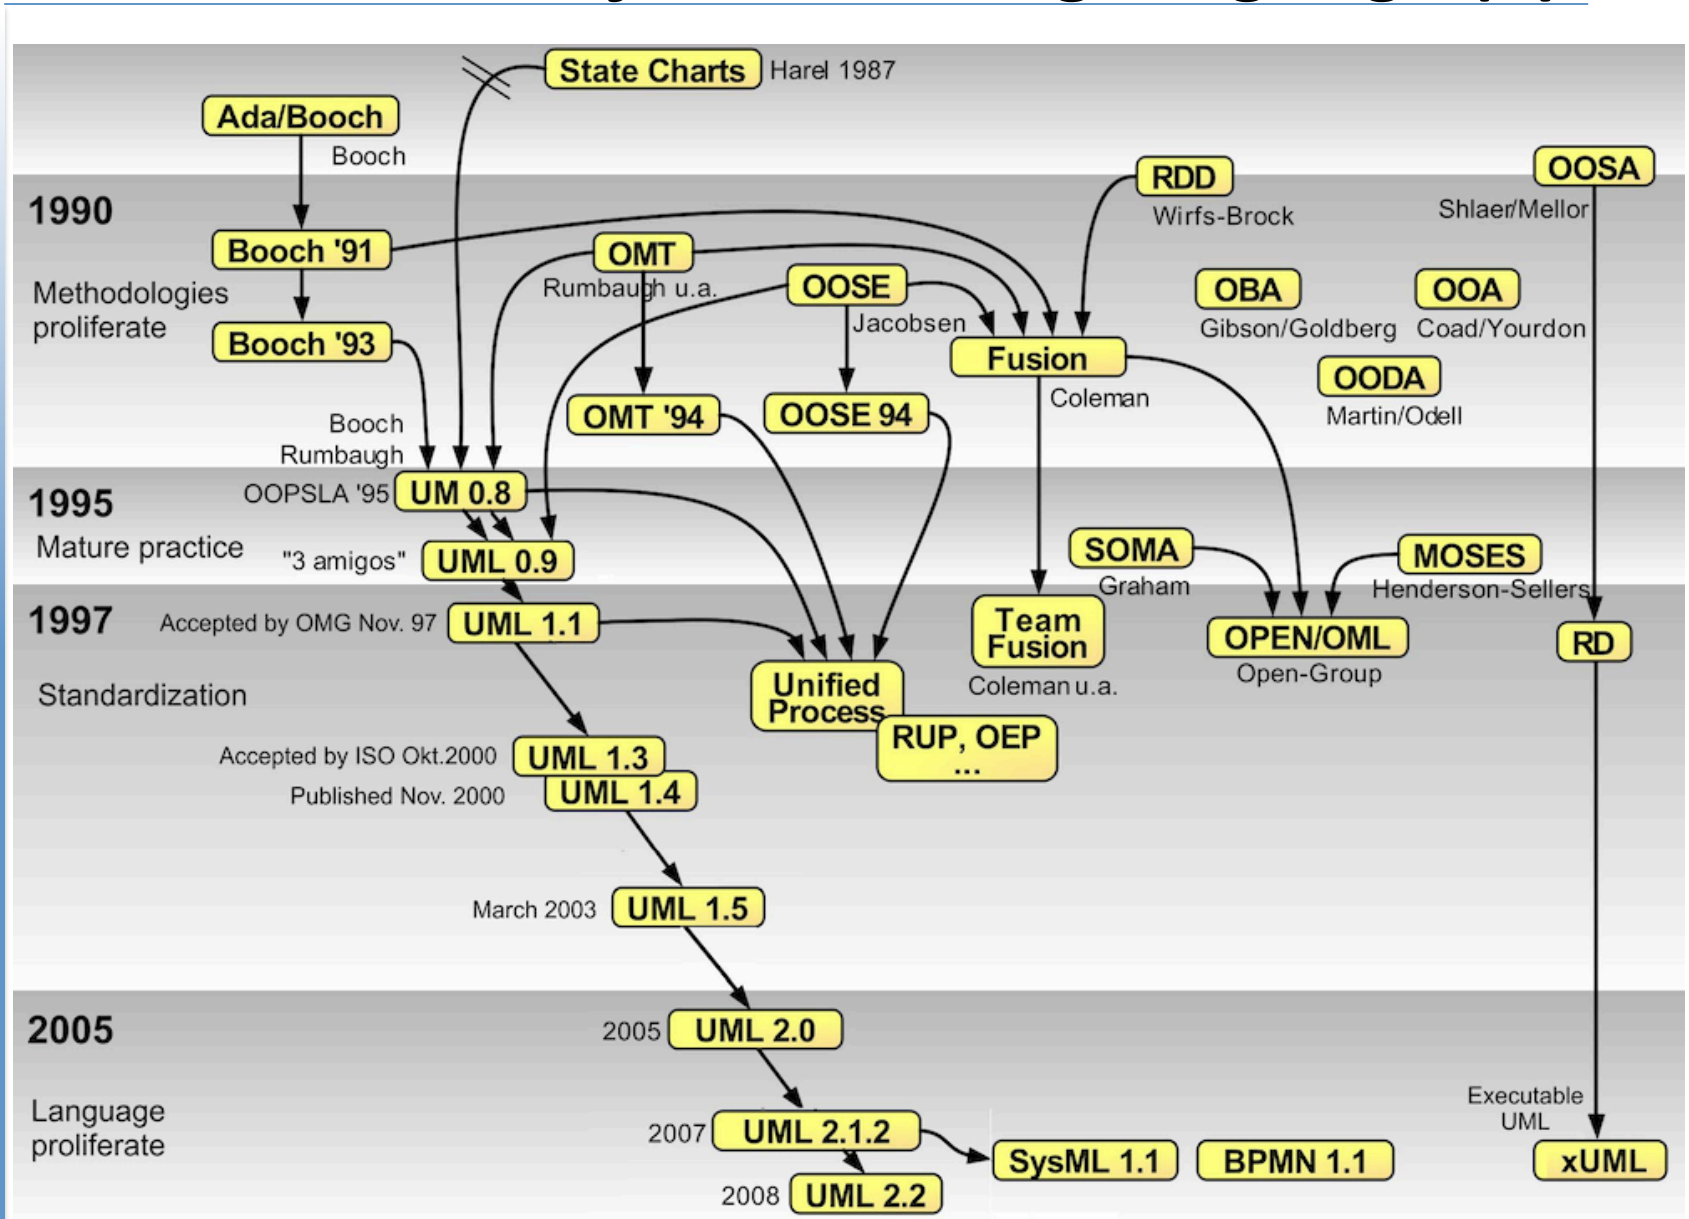 State Charts
Harel 1987
Ada/Booch
Booch
RDD
Wirfs-Brock
OOSA
Shlaer/Mellor
1990
Methodologies
proliferate
Booch '91
OMT
Rumbaugh u.a.
OOSE
Jacobsen
OBA
Gibson/Goldberg
OOA
Coad/Yourdon
Booch '93
Fusion
Coleman
OODA
Martin/Odell
OMT '94
OOSE 94
Booch
Rumbaugh
1995
Mature practice
OOPSLA '95
UM 0.8
"3 amigos"
UML 0.9
SOMA
Graham
MOSES
Henderson-Sellers
1997
Standardization
Accepted by OMG Nov. 97
UML 1.1
Team
Fusion
Coleman u.a.
OPEN/OML
Open-Group
RD
Unified
Process
RUP, OEP
...
Accepted by ISO Okt.2000
UML 1.3
Published Nov. 2000
UML 1.4
March 2003
UML 1.5
2005
Language
proliferate
2005
UML 2.0
2007
UML 2.1.2
2008
UML 2.2
SysML 1.1
BPMN 1.1
Executable
UML
xUML